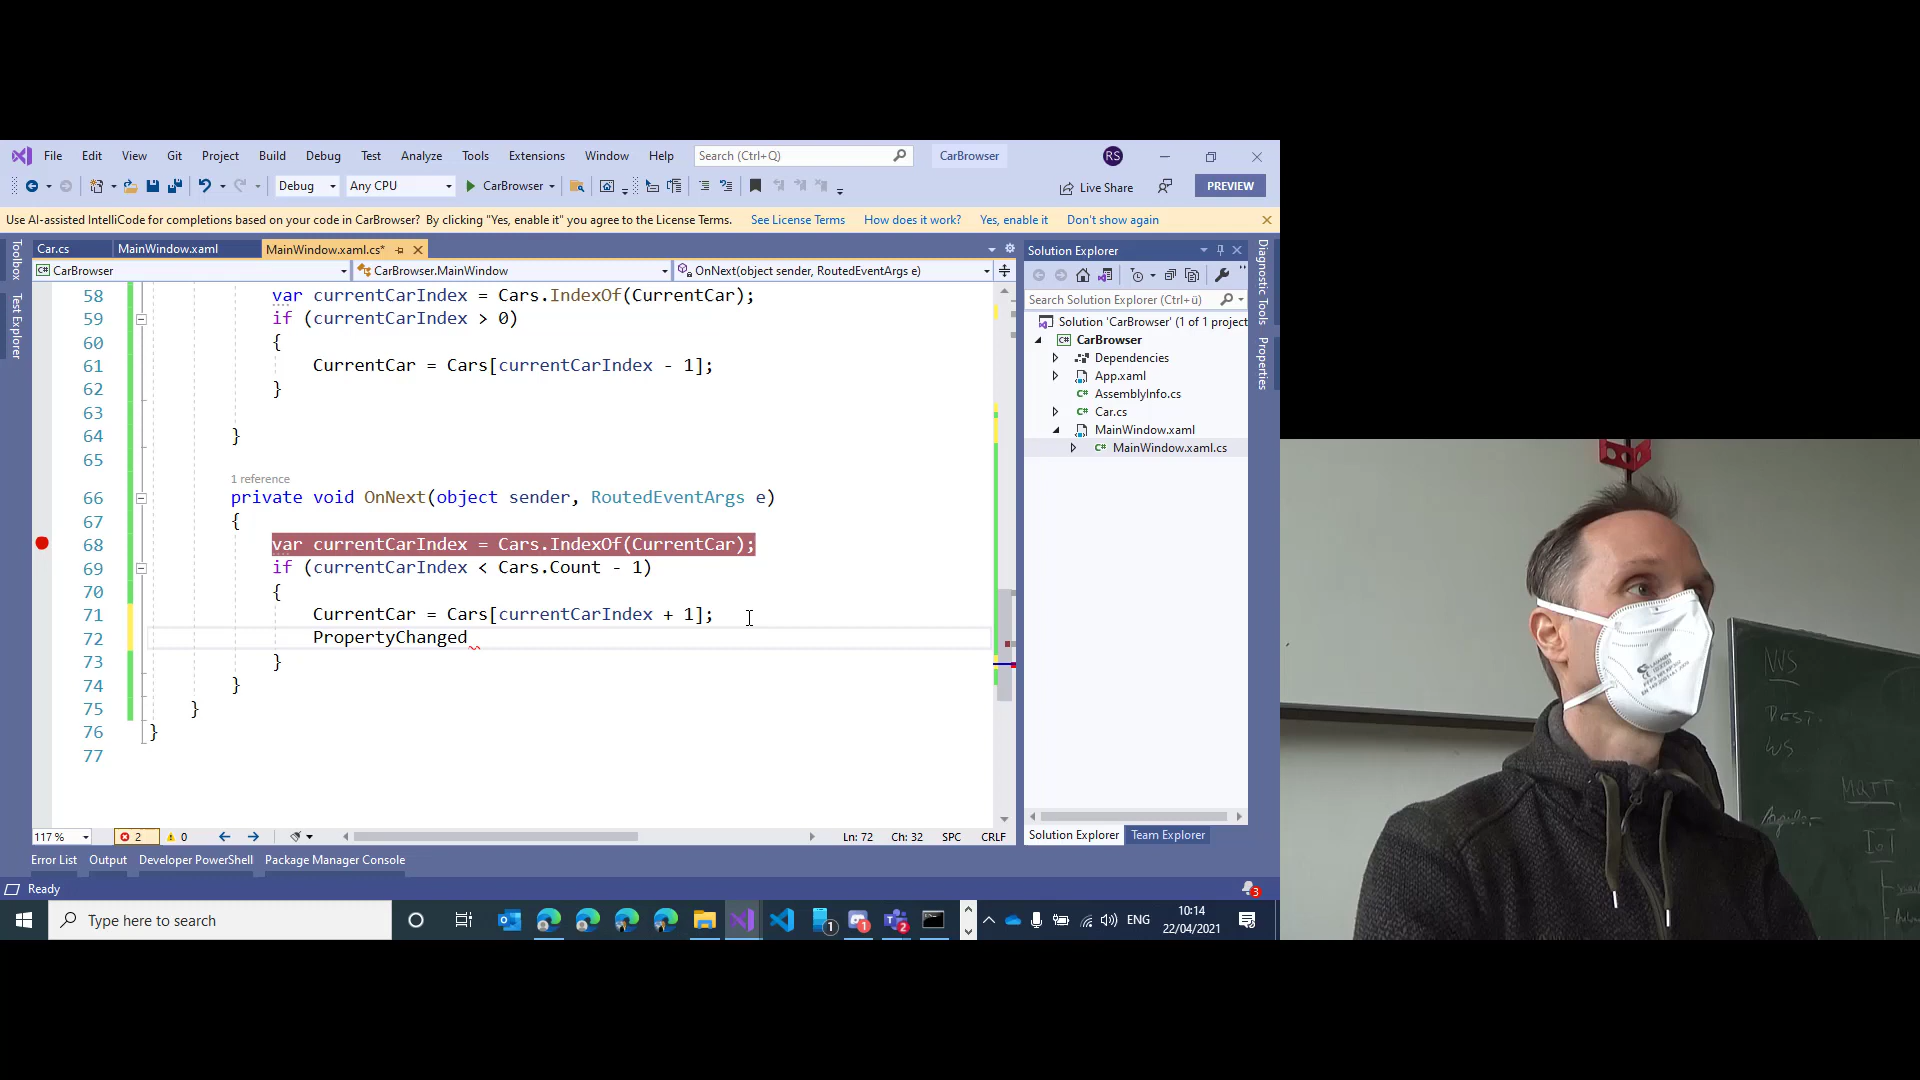 File Edit View Git Project Build Debug Test Analyze Tools Extensions Window Help Search (Ctrl+Q) CarBrowser RS
Debug Any CPU CarBrowser Live Share PREVIEW
Use AI-assisted IntelliCode for completions based on your code in CarBrowser? By clicking "Yes, enable it" you agree to the License Terms. See License Terms How does it work? Yes, enable it Don't show again
Toolbox
Test Explorer
Car.cs MainWindow.xaml MainWindow.xaml.cs*
CarBrowser CarBrowser.MainWindow OnNext(object sender, RoutedEventArgs e)
58 var currentCarIndex = Cars.IndexOf(CurrentCar);
59 if (currentCarIndex > 0)
60 {
61 CurrentCar = Cars[currentCarIndex - 1];
62 }
63
64 }
65
1 reference
66 private void OnNext(object sender, RoutedEventArgs e)
67 {
68 var currentCarIndex = Cars.IndexOf(CurrentCar);
69 if (currentCarIndex < Cars.Count - 1)
70 {
71 CurrentCar = Cars[currentCarIndex + 1];
72 PropertyChanged
73 }
74 }
75 }
76 }
77
117 % 2 0 Ln: 72 Ch: 32 SPC CRLF
Solution Explorer
Search Solution Explorer (Ctrl+ü)
Solution 'CarBrowser' (1 of 1 project
CarBrowser
Dependencies
App.xaml
AssemblyInfo.cs
Car.cs
MainWindow.xaml
MainWindow.xaml.cs
Solution Explorer Team Explorer
Diagnostic Tools
Properties
Error List Output Developer PowerShell Package Manager Console
Ready 3
Type here to search 1 1 2 ENG 10:14
22/04/2021
MQTT
IoT